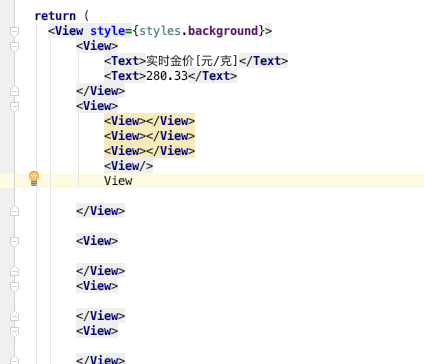 return (
<View style={styles.background}>
<View>
<Text>实时金价[元/克]</Text>
<Text>280.33</Text>
</View>
<View>
<View></View>
<View></View>
<View></View>
<View/>
View
</View>
<View>
</View>
<View>
</View>
<View>
</View>